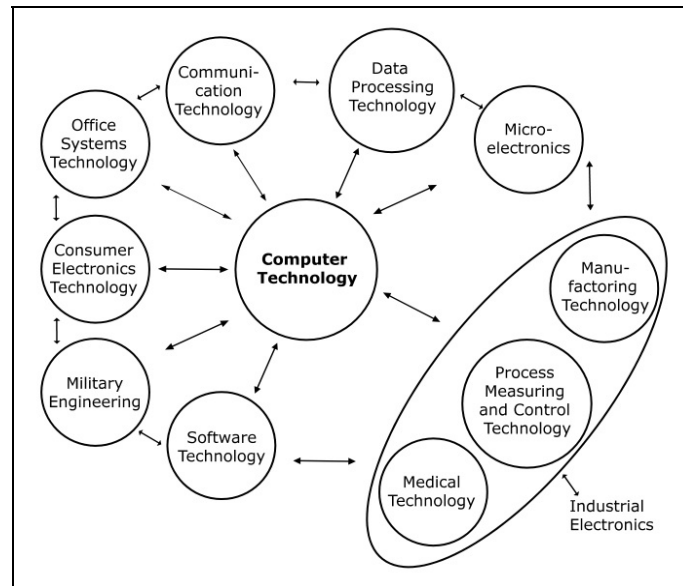 Communi-
cation
Technology
Data
Processing
Technology
Office
Systems
Technology
Micro-
electronics
Computer
Technology
Consumer
Electronics
Technology
Manu-
factoring
Technology
Military
Engineering
Process
Measuring
and Control
Technology
Software
Technology
Medical
Technology
Industrial
Electronics